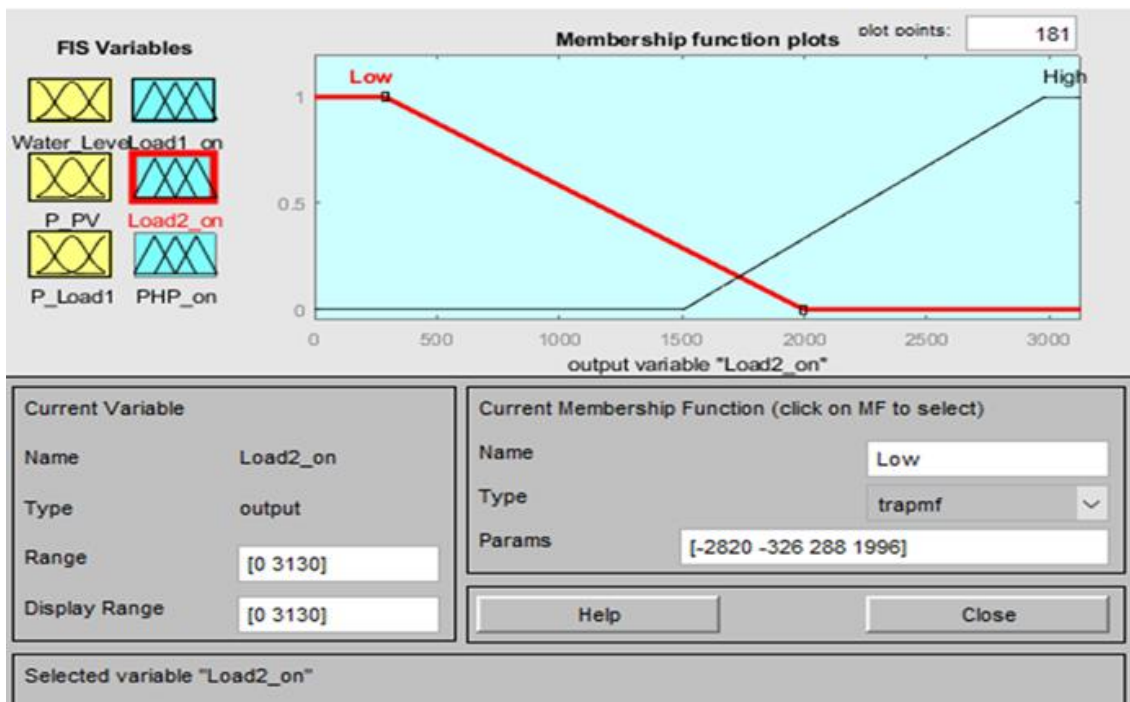 FIS Variables
Membership function plots
plot points:
181
Water_Level
Load1_on
P_PV
Load2_on
P_Load1
PHP_on
Low
High
1
0.5
0
0
500
1000
1500
2000
2500
3000
output variable "Load2_on"
Current Variable
Name
Load2_on
Type
output
Range
[0 3130]
Display Range
[0 3130]
Current Membership Function (click on MF to select)
Name
Low
Type
trapmf
Params
[-2820 -326 288 1996]
Help
Close
Selected variable "Load2_on"